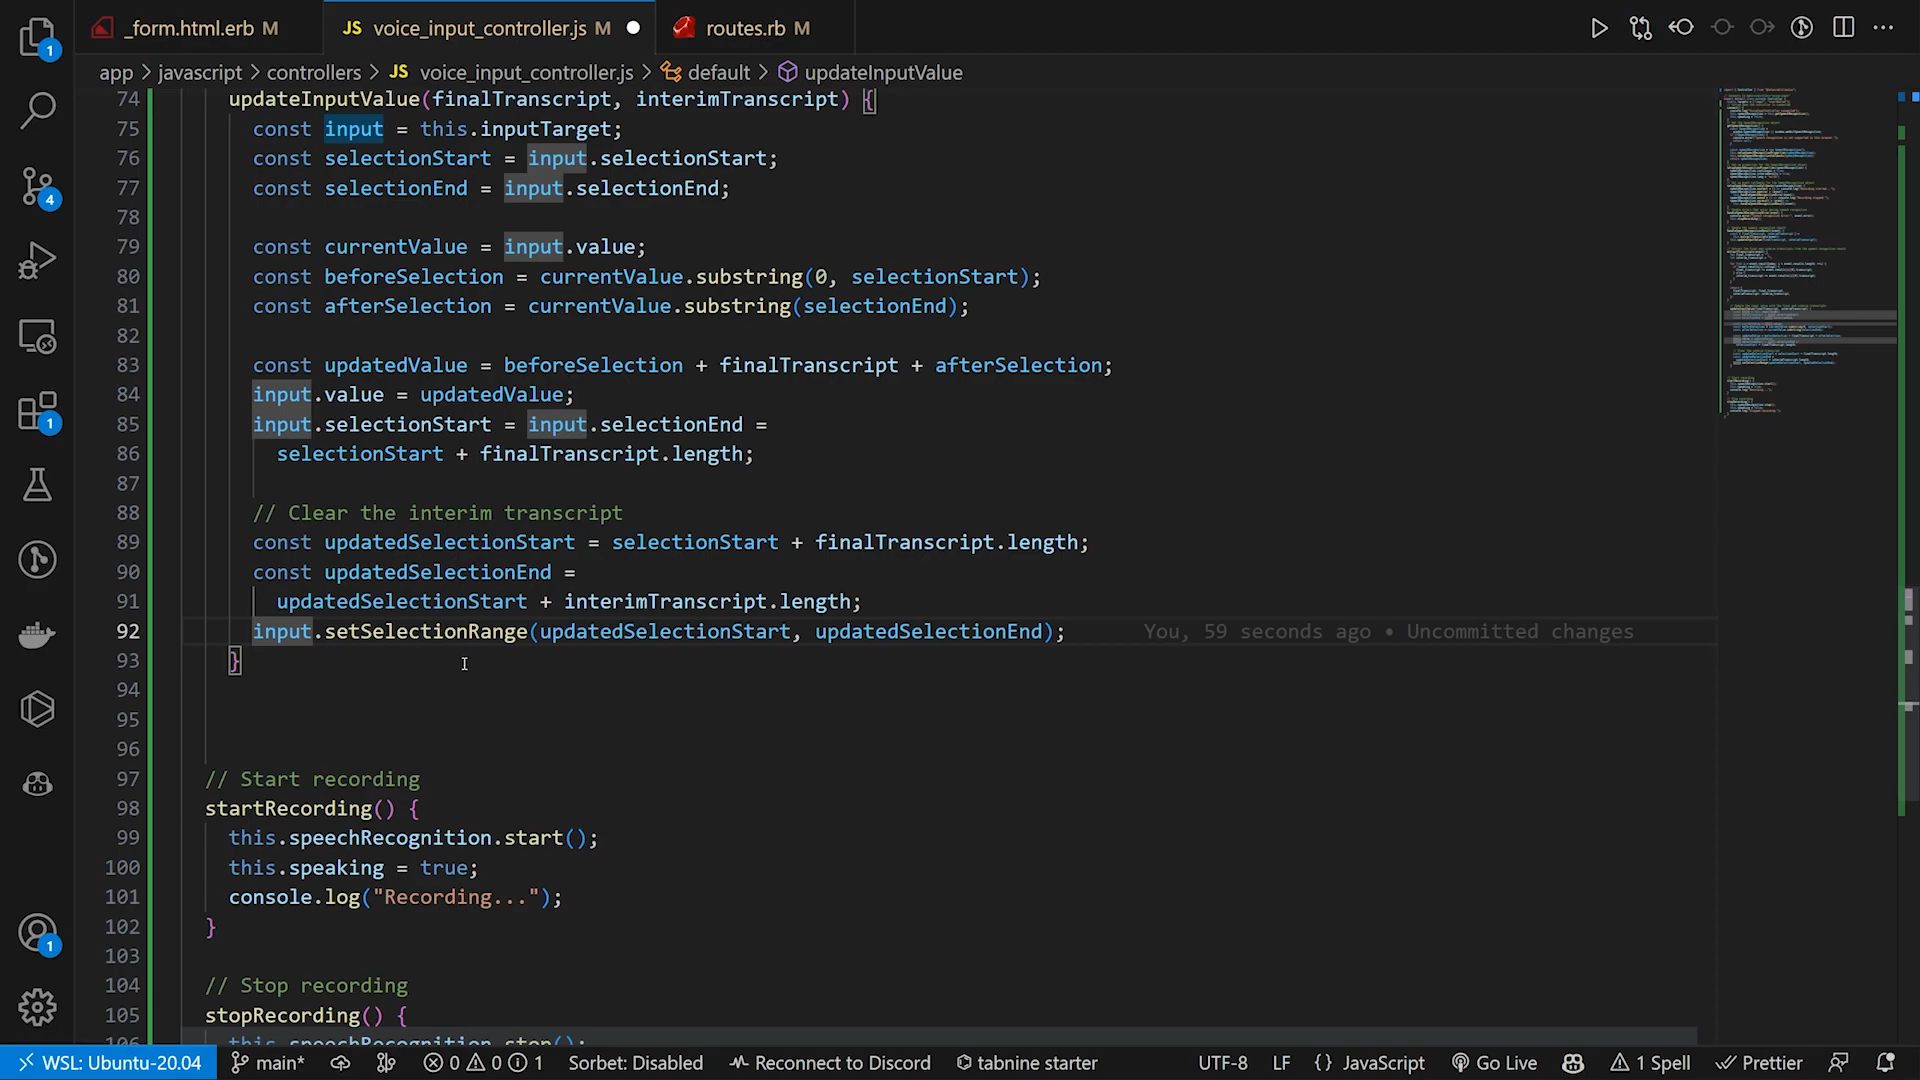 _form.html.erb M
JS voice_input_controller.js M
routes.rb M
app > javascript > controllers > JS voice_input_controller.js > default > updateInputValue
74 updateInputValue(finalTranscript, interimTranscript) {
75 const input = this.inputTarget;
76 const selectionStart = input.selectionStart;
77 const selectionEnd = input.selectionEnd;
78
79 const currentValue = input.value;
80 const beforeSelection = currentValue.substring(0, selectionStart);
81 const afterSelection = currentValue.substring(selectionEnd);
82
83 const updatedValue = beforeSelection + finalTranscript + afterSelection;
84 input.value = updatedValue;
85 input.selectionStart = input.selectionEnd =
86 selectionStart + finalTranscript.length;
87
88 // Clear the interim transcript
89 const updatedSelectionStart = selectionStart + finalTranscript.length;
90 const updatedSelectionEnd =
91 updatedSelectionStart + interimTranscript.length;
92 input.setSelectionRange(updatedSelectionStart, updatedSelectionEnd); You, 59 seconds ago • Uncommitted changes
93 }
94
95
96
97 // Start recording
98 startRecording() {
99 this.speechRecognition.start();
100 this.speaking = true;
101 console.log("Recording...");
102 }
103
104 // Stop recording
105 stopRecording() {
106 this.speechRecognition.stop();
1
4
1
1
WSL: Ubuntu-20.04 main* 0 0 1 Sorbet: Disabled Reconnect to Discord tabnine starter UTF-8 LF {} JavaScript Go Live 1 Spell Prettier